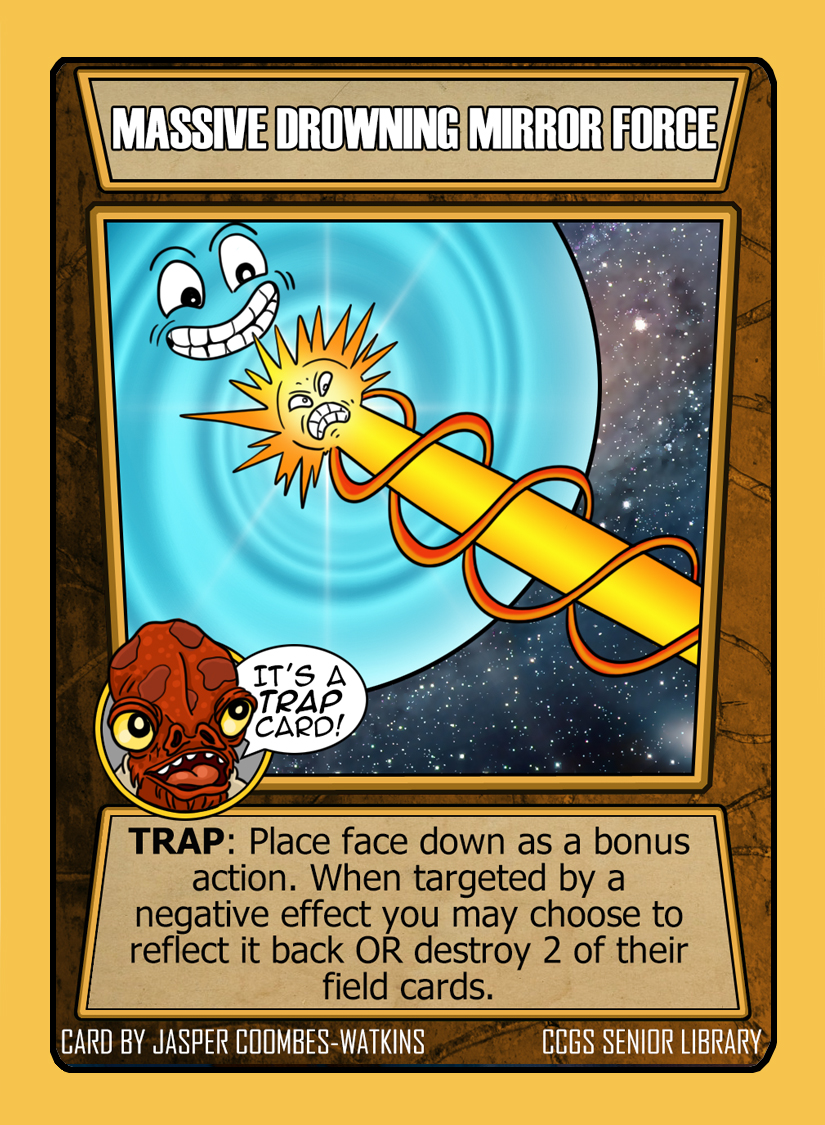 MASSIVE DROWNING MIRROR FORCE
IT'S A
TRAP
CARD!
TRAP: Place face down as a bonus
action. When targeted by a
negative effect you may choose to
reflect it back OR destroy 2 of their
field cards.
CARD BY JASPER COOMBES-WATKINS
CCGS SENIOR LIBRARY